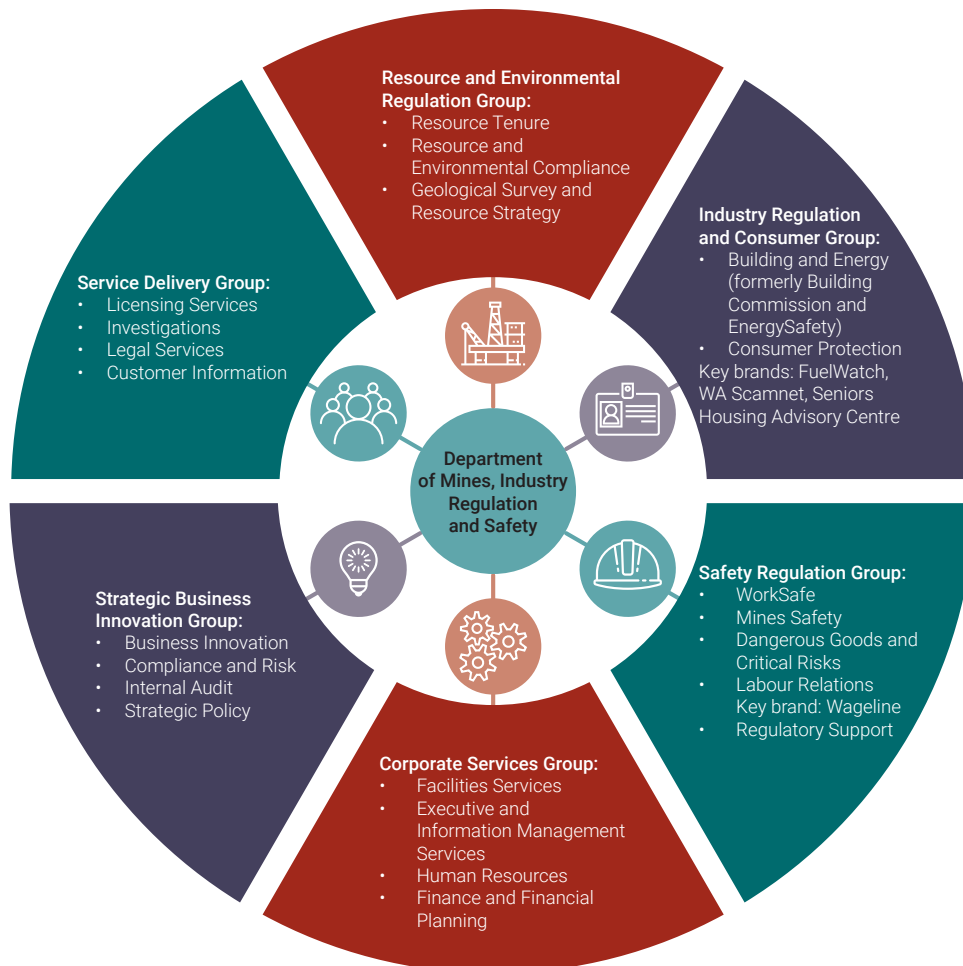 Resource and Environmental
Regulation Group:
• Resource Tenure
• Resource and
Environmental Compliance
• Geological Survey and
Resource Strategy
Industry Regulation
and Consumer Group:
• Building and Energy
(formerly Building
Commission and
EnergySafety)
• Consumer Protection
Key brands: FuelWatch,
WA Scamnet, Seniors
Housing Advisory Centre
Service Delivery Group:
• Licensing Services
• Investigations
• Legal Services
• Customer Information
Department
of Mines, Industry
Regulation
and Safety
Safety Regulation Group:
• WorkSafe
• Mines Safety
• Dangerous Goods and
Critical Risks
• Labour Relations
Key brand: Wageline
• Regulatory Support
Strategic Business
Innovation Group:
• Business Innovation
• Compliance and Risk
• Internal Audit
• Strategic Policy
Corporate Services Group:
• Facilities Services
• Executive and
Information Management
Services
• Human Resources
• Finance and Financial
Planning